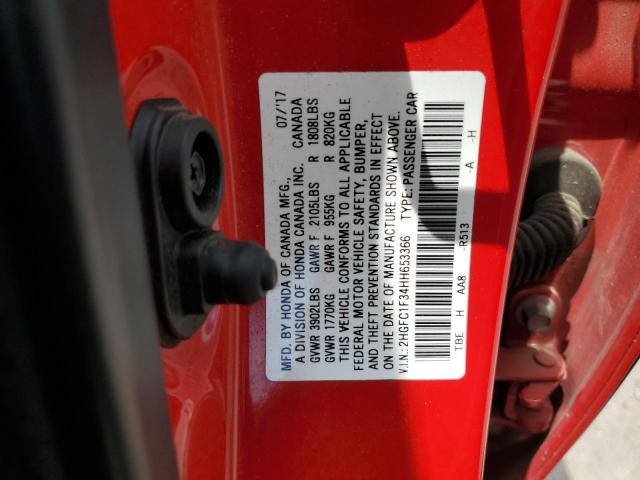 MFD. BY HONDA OF CANADA MFG., 07/'17
A DIVISION OF HONDA CANADA INC. CANADA
GVWR 3902LBS GAWR F 2105LBS R 1808LBS
GVWR 1770KG GAWR F 955KG R 820KG
THIS VEHICLE CONFORMS TO ALL APPLICABLE
FEDERAL MOTOR VEHICLE SAFETY, BUMPER,
AND THEFT PREVENTION STANDARDS IN EFFECT
ON THE DATE OF MANUFACTURE SHOWN ABOVE.
V.I.N.: 2HGFC1F34HH653366 TYPE: PASSENGER CAR
TBE H AA8 -R513 -A -H